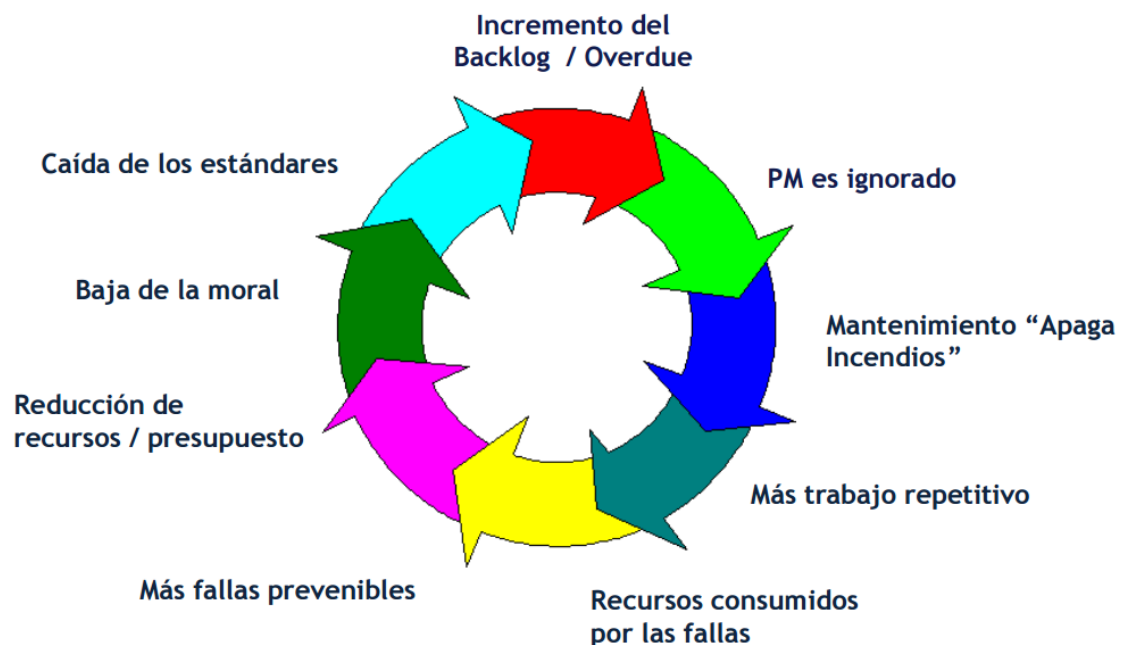 Incremento del
Backlog / Overdue
PM es ignorado
Mantenimiento “Apaga
Incendios”
Más trabajo repetitivo
Recursos consumidos
por las fallas
Más fallas prevenibles
Reducción de
recursos / presupuesto
Baja de la moral
Caída de los estándares